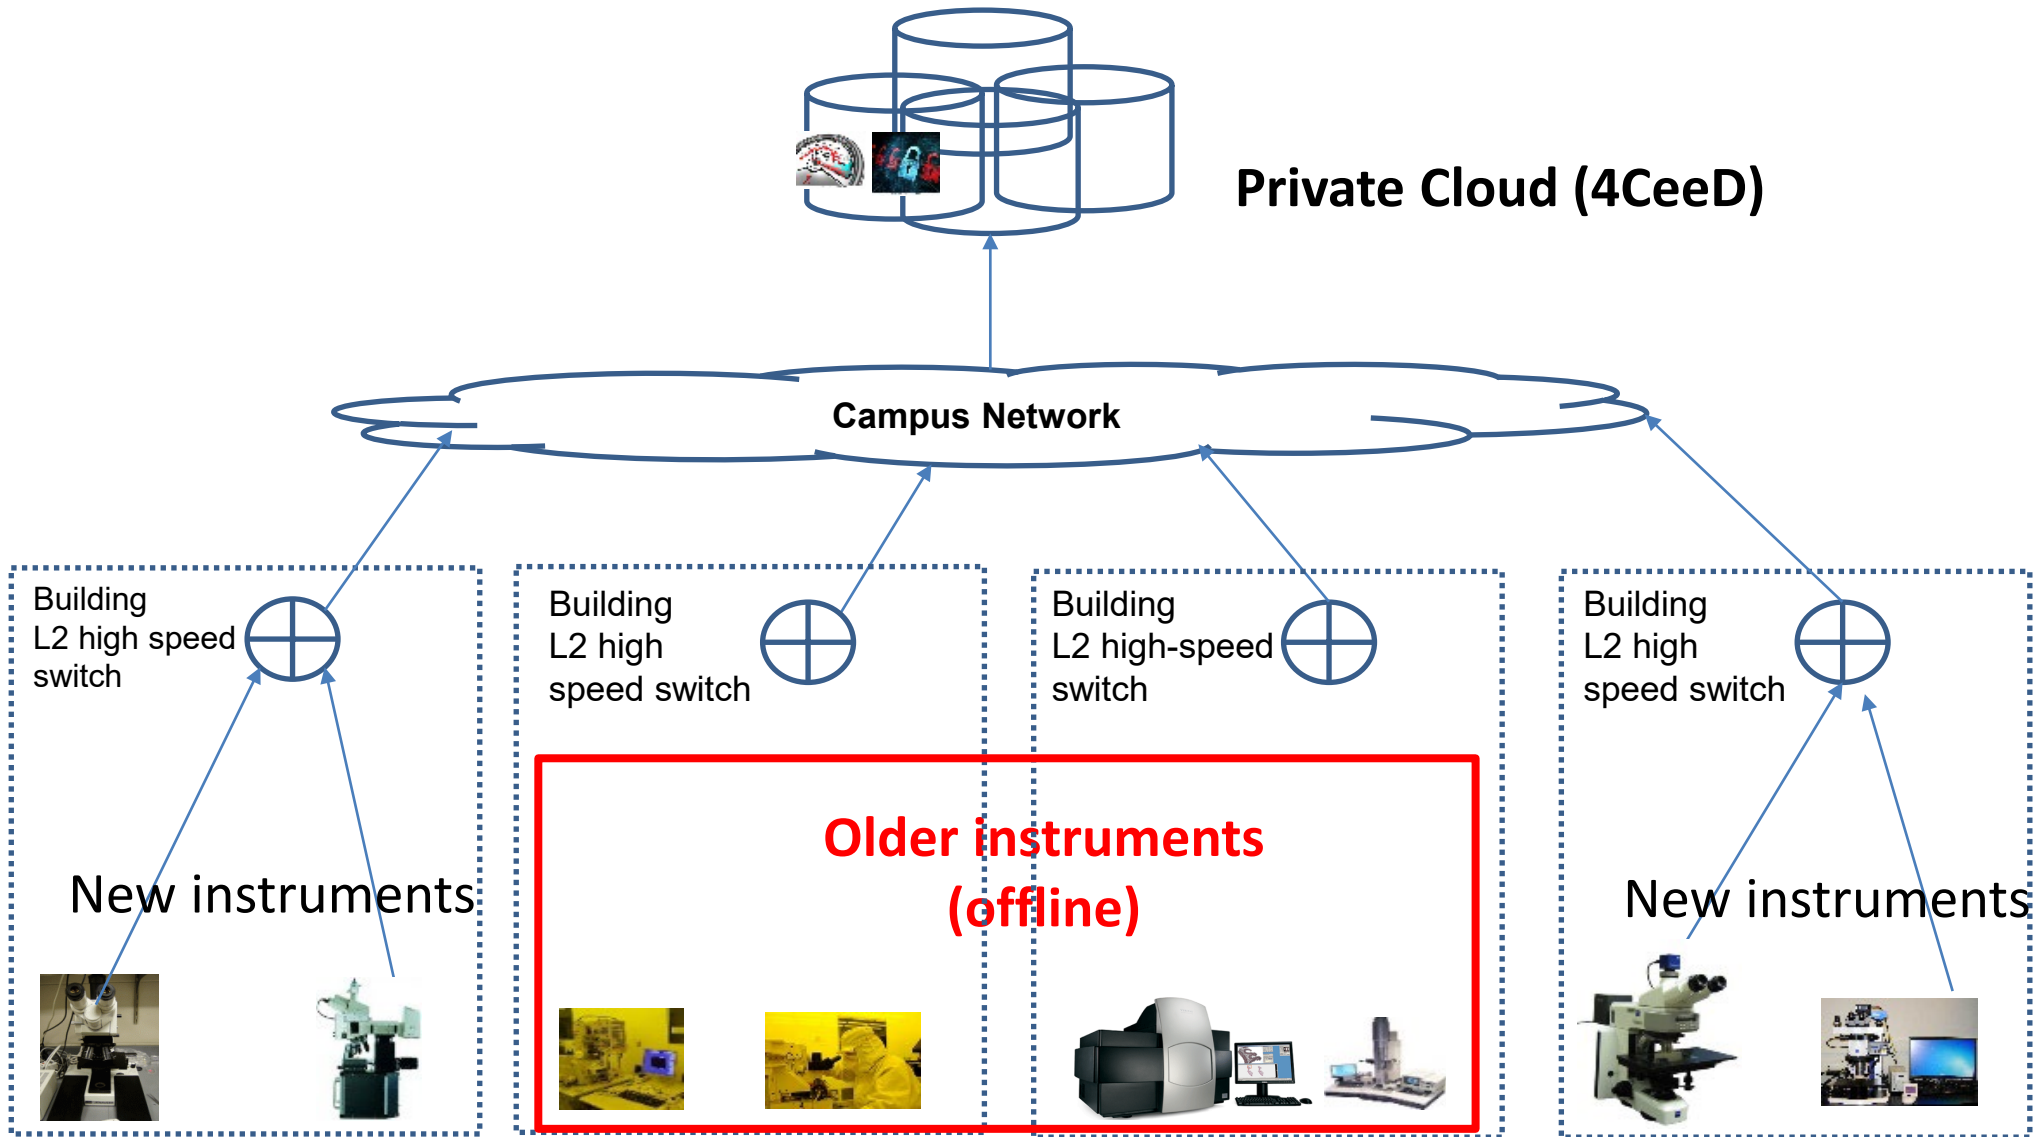 Private Cloud (4CeeD)
Campus Network
Building
L2 high speed
switch
Building
L2 high
speed switch
Building
L2 high-speed
switch
Building
L2 high
speed switch
New instruments
Older instruments
(offline)
New instruments